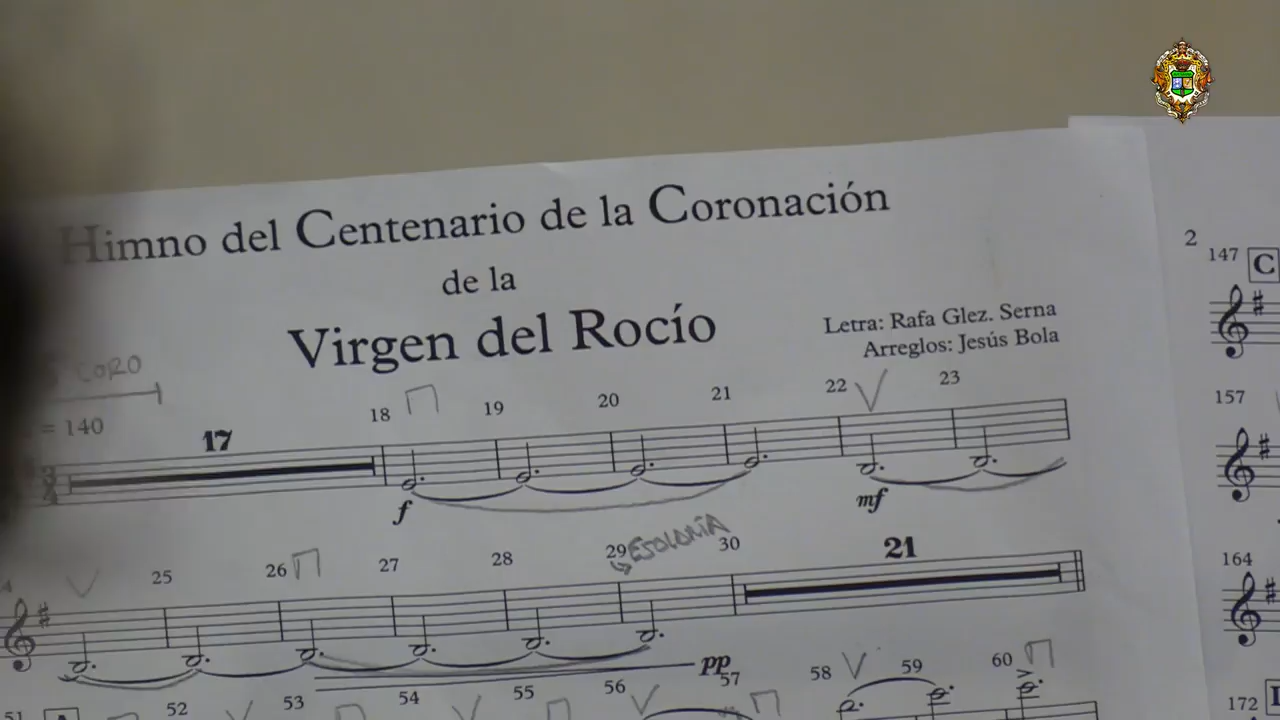 Himno del Centenario de la Coronación
de la
Virgen del Rocío
Letra: Rafa Glez. Serna
Arreglos: Jesús Bola
CORO
= 140
17
18 19 20 21 22 23
f mf
25 26 27 28 29 30
21
pp
51 52 53 54 55 56 57 58 59 60
A
2
147 C
157
164
172